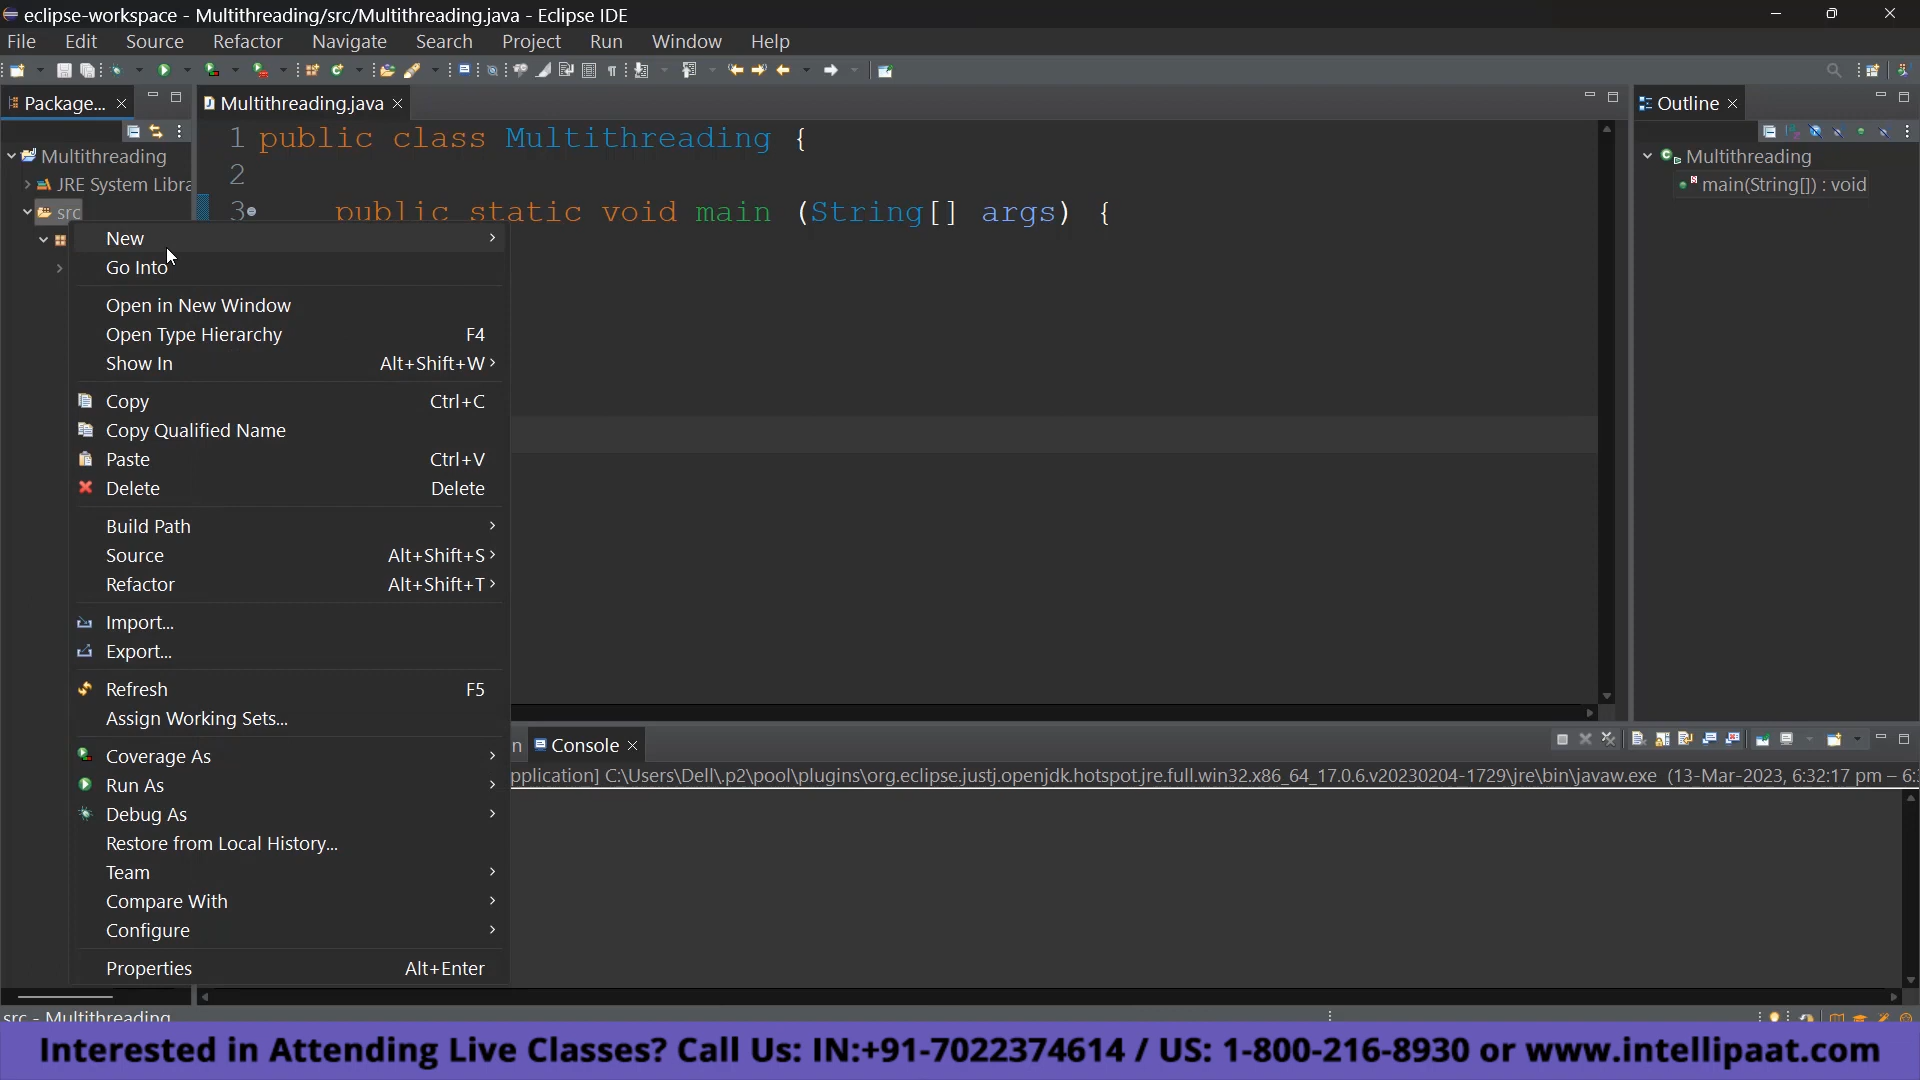 eclipse-workspace - Multithreading/src/Multithreading.java - Eclipse IDE
File Edit Source Refactor Navigate Search Project Run Window Help
Package...
Multithreading.java
Outline
1 public class Multithreading {
2
3 public static void main (String[] args) {
Multithreading
JRE System Libra
src
Multithreading
main(String[]) : void
New
Go Into
Open in New Window
Open Type Hierarchy F4
Show In Alt+Shift+W
Copy Ctrl+C
Copy Qualified Name
Paste Ctrl+V
Delete Delete
Build Path
Source Alt+Shift+S
Refactor Alt+Shift+T
Import...
Export...
Refresh F5
Assign Working Sets...
Coverage As
Run As
Debug As
Restore from Local History...
Team
Compare With
Configure
Properties Alt+Enter
n Console
pplication] C:\Users\Dell\.p2\pool\plugins\org.eclipse.justj.openjdk.hotspot.jre.full.win32.x86_64_17.0.6.v20230204-1729\jre\bin\javaw.exe (13-Mar-2023, 6:32:17 pm – 6:3
src - Multithreading
Interested in Attending Live Classes? Call Us: IN:+91-7022374614 / US: 1-800-216-8930 or www.intellipaat.com